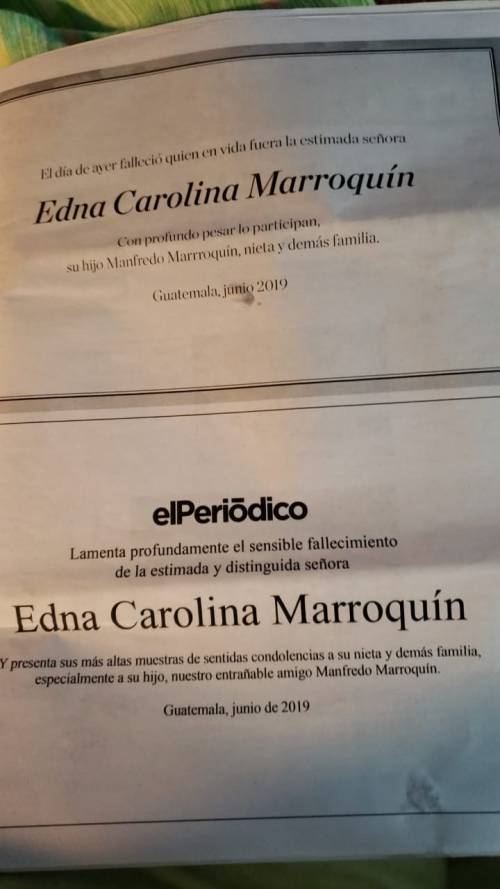 El día de ayer falleció quien en vida fuera la estimada señora
Edna Carolina Marroquín
Con profundo pesar lo participan,
su hijo Manfredo Marrroquín, nieta y demás familia.
Guatemala, junio 2019
elPeriōdico
Lamenta profundamente el sensible fallecimiento
de la estimada y distinguida señora
Edna Carolina Marroquín
Y presenta sus más altas muestras de sentidas condolencias a su nieta y demás familia,
especialmente a su hijo, nuestro entrañable amigo Manfredo Marroquín.
Guatemala, junio de 2019